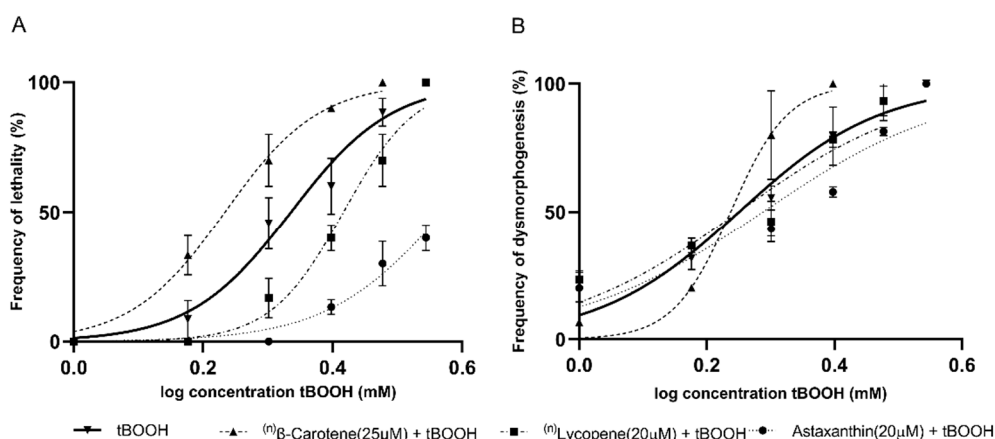 A
B
Frequency of lethality (%)
100
50
0
0.0 0.2 0.4 0.6
log concentration tBOOH (mM)
Frequency of dysmorphogenesis (%)
100
50
0
0.0 0.2 0.4 0.6
log concentration tBOOH (mM)
tBOOH (n)β-Carotene(25µM) + tBOOH (n)Lycopene(20µM) + tBOOH Astaxanthin(20µM) + tBOOH